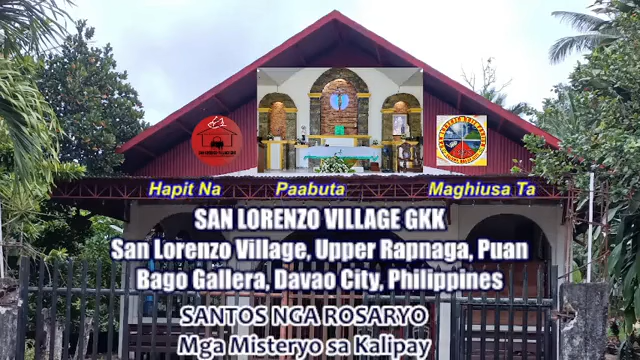 Hapit Na Paabuta Maghiusa Ta
SAN LORENZO VILLAGE GKK
San Lorenzo Village, Upper Rapnaga, Puan
Bago Gallera, Davao City, Philippines
SANTOS NGA ROSARYO
Mga Misteryo sa Kalipay